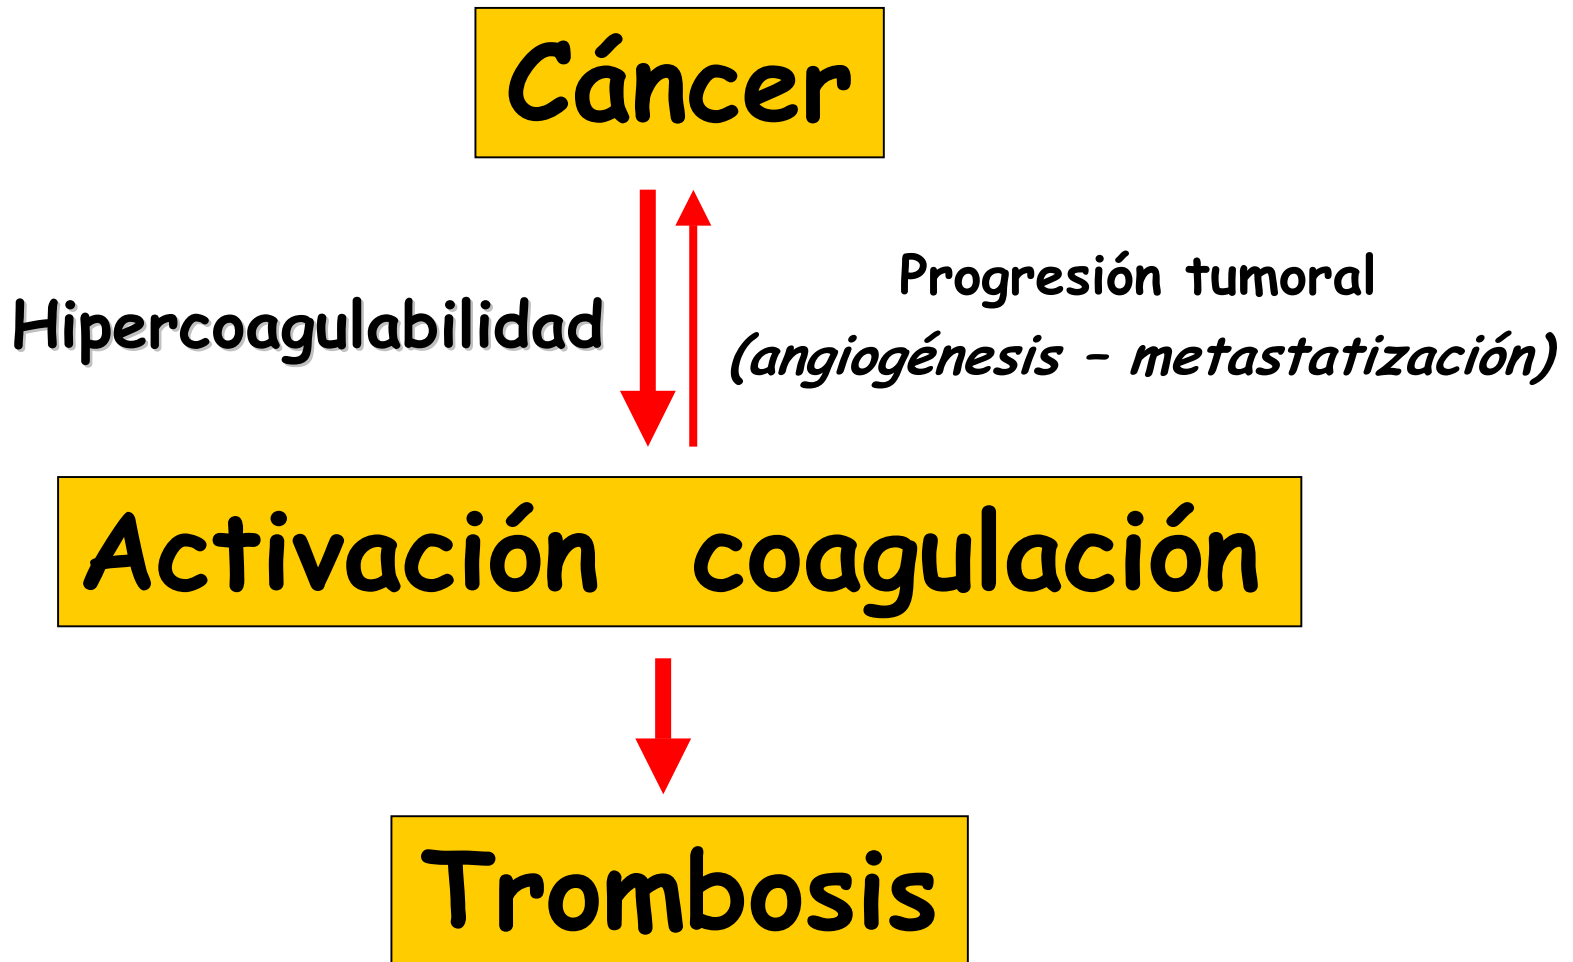 Cáncer
Hipercoagulabilidad
Progresión tumoral
(angiogénesis – metastatización)
Activación coagulación
Trombosis